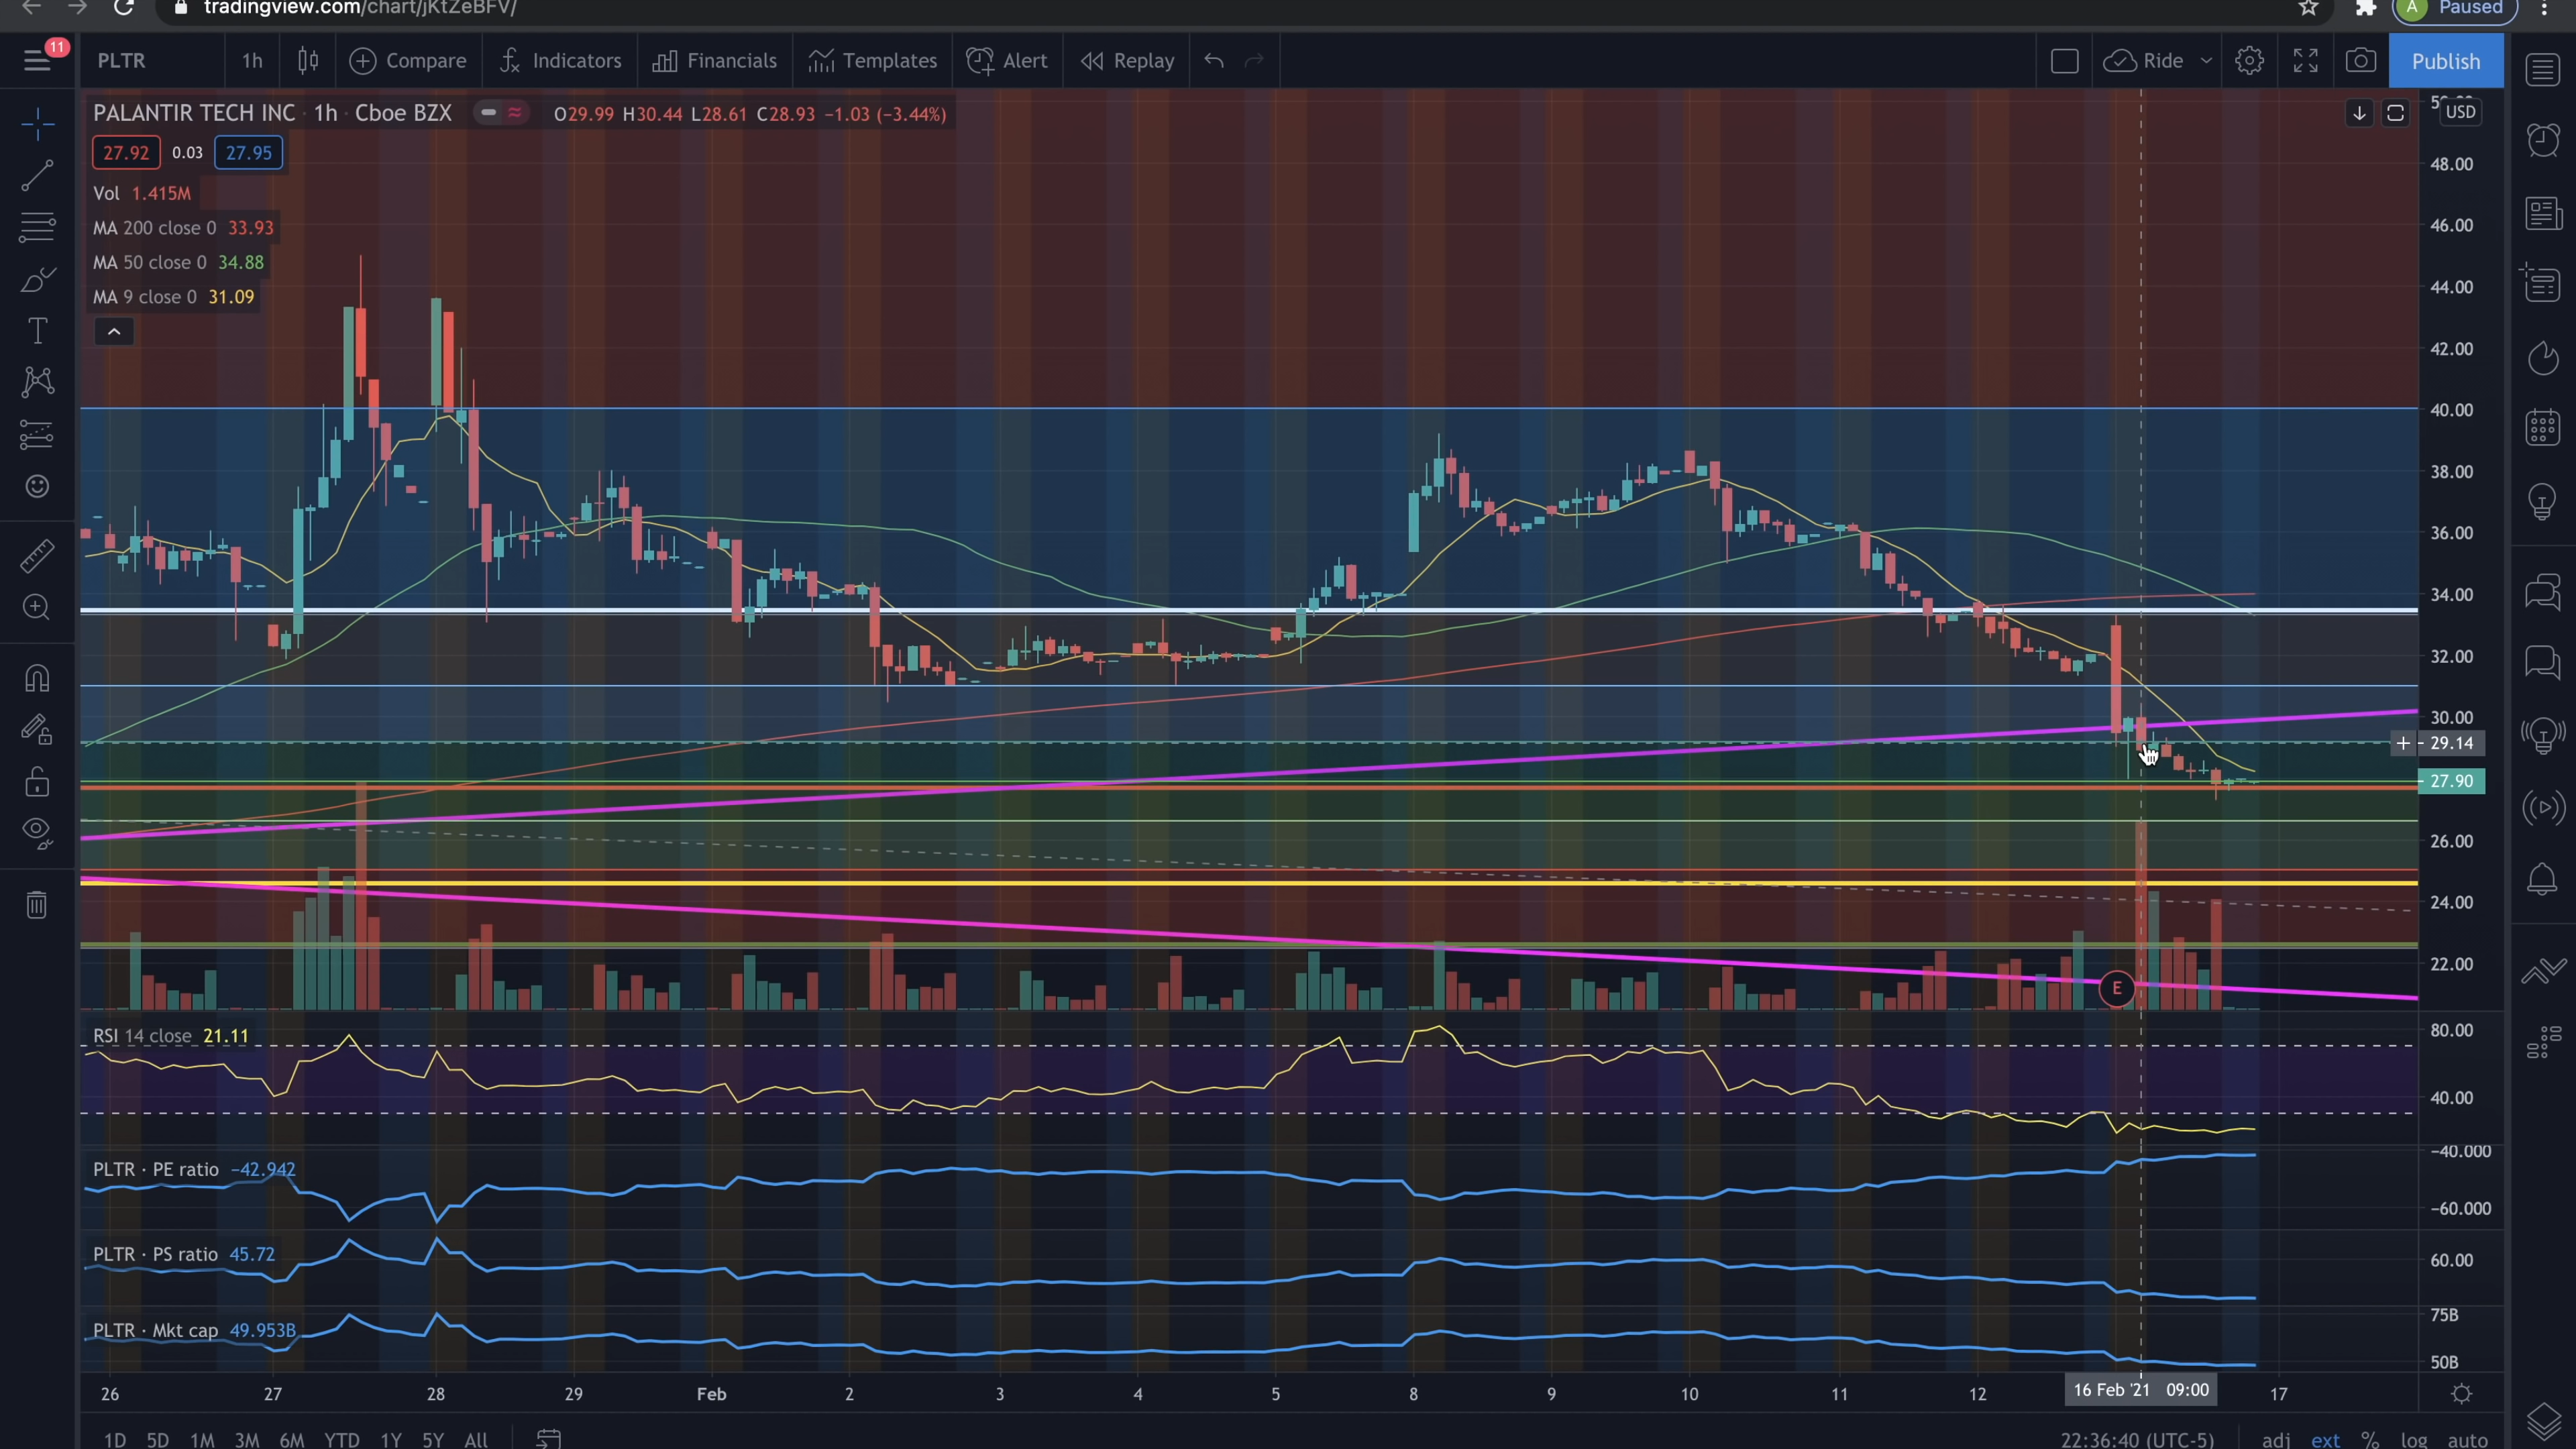 tradingview.com/chart/jKtZeBFV/
A Paused
11
PLTR 1h Compare Indicators Financials Templates Alert Replay Ride Publish
PALANTIR TECH INC · 1h · Cboe BZX O29.99 H30.44 L28.61 C28.93 −1.03 (−3.44%)
USD
27.92 0.03 27.95
Vol 1.415M
MA 200 close 0 33.93
MA 50 close 0 34.88
MA 9 close 0 31.09
48.00
46.00
44.00
42.00
40.00
38.00
36.00
34.00
32.00
30.00
29.14
27.90
26.00
24.00
22.00
E
RSI 14 close 21.11
80.00
40.00
PLTR · PE ratio −42.942
−40.000
−60.000
PLTR · PS ratio 45.72
60.00
PLTR · Mkt cap 49.953B
75B
50B
26 27 28 29 Feb 2 3 4 5 8 9 10 11 12 16 Feb '21 09:00 17
1D 5D 1M 3M 6M YTD 1Y 5Y All 22:36:40 (UTC-5) adj ext % log auto